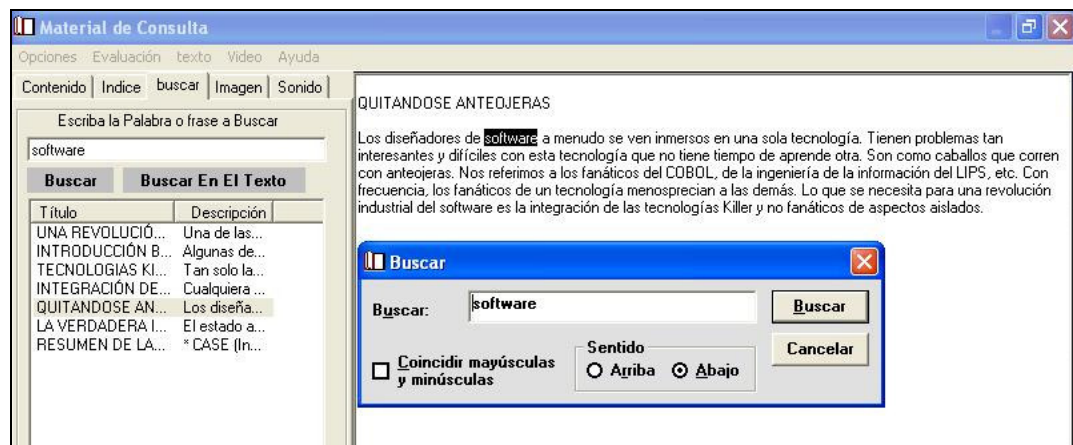 Material de Consulta
Opciones Evaluación texto Video Ayuda
Contenido Indice buscar Imagen Sonido
Escriba la Palabra o frase a Buscar
software
Buscar Buscar En El Texto
Título Descripción
UNA REVOLUCIÓ... Una de las...
INTRODUCCIÓN B... Algunas de...
TECNOLOGIAS KI... Tan solo la...
INTEGRACIÓN DE... Cualquiera ...
QUITANDOSE AN... Los diseña...
LA VERDADERA I... El estado a...
RESUMEN DE LA... * CASE (In...
QUITANDOSE ANTEOJERAS
Los diseñadores de software a menudo se ven inmersos en una sola tecnología. Tienen problemas tan
interesantes y difíciles con esta tecnología que no tiene tiempo de aprende otra. Son como caballos que corren
con anteojeras. Nos referimos a los fanáticos del COBOL, de la ingeniería de la información del LIPS, etc. Con
frecuencia, los fanáticos de un tecnología menosprecian a las demás. Lo que se necesita para una revolución
industrial del software es la integración de las tecnologías Killer y no fanáticos de aspectos aislados.
Buscar
Buscar: software Buscar
Coincidir mayúsculas
y minúsculas
Sentido
Arriba Abajo
Cancelar